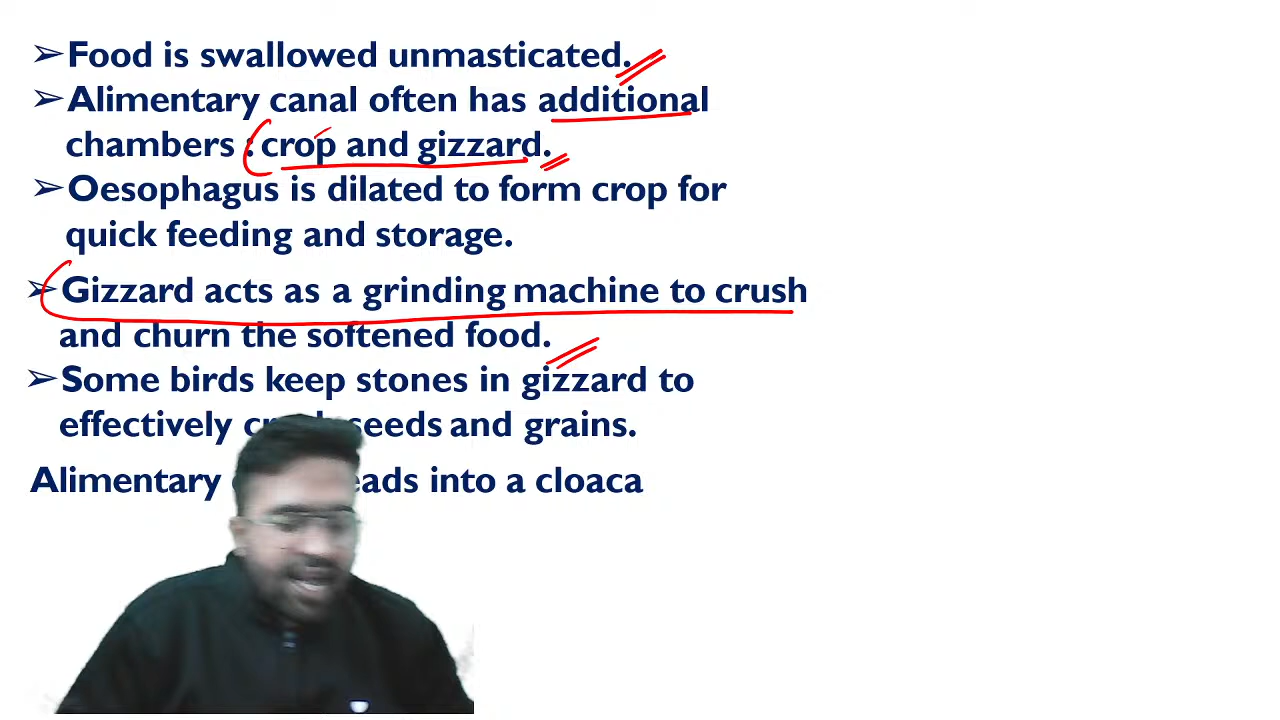 ➢Food is swallowed unmasticated.
➢Alimentary canal often has additional
chambers : crop and gizzard.
➢Oesophagus is dilated to form crop for
quick feeding and storage.
➢Gizzard acts as a grinding machine to crush
and churn the softened food.
➢Some birds keep stones in gizzard to
effectively seeds and grains.
Alimentary into a cloaca